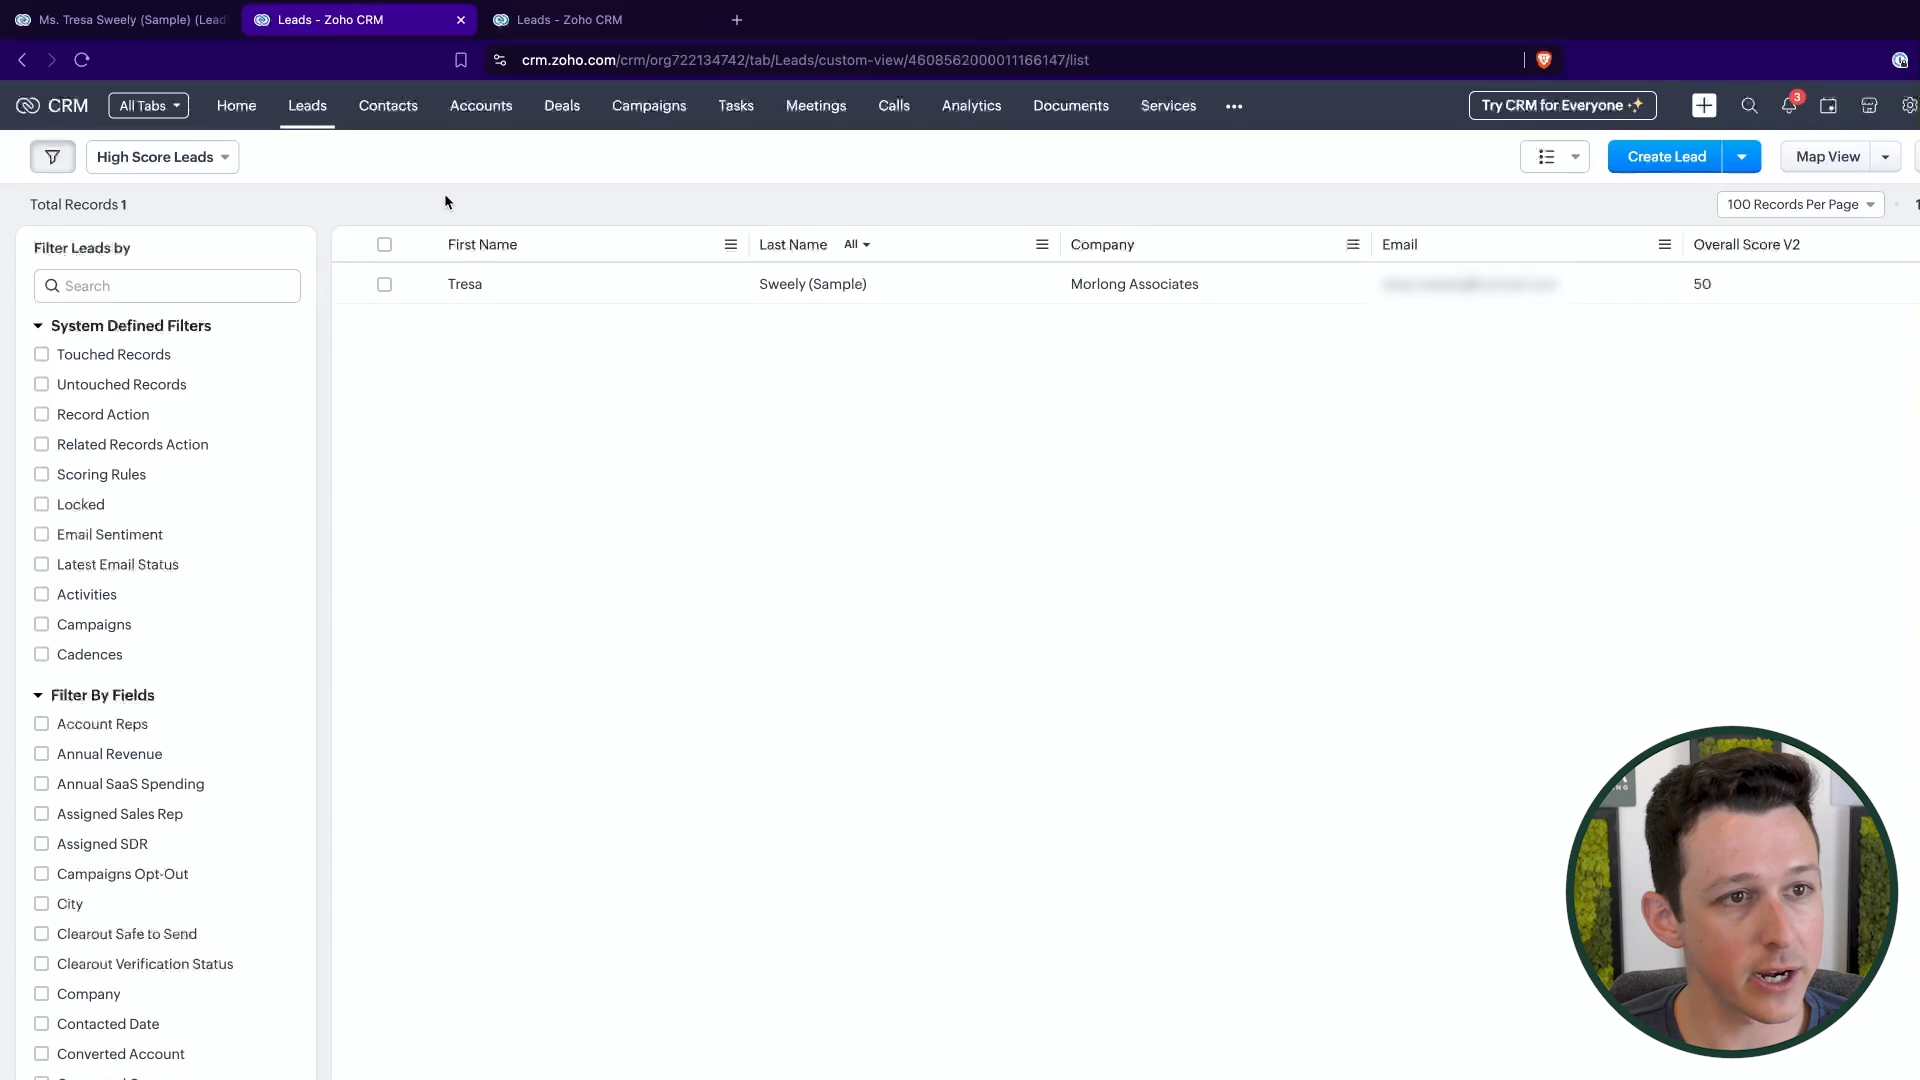 Ms. Tresa Sweely (Sample) (Lead
Leads - Zoho CRM
Leads - Zoho CRM
crm.zoho.com/crm/org722134742/tab/Leads/custom-view/4608562000011166147/list
CRM
All Tabs
Home
Leads
Contacts
Accounts
Deals
Campaigns
Tasks
Meetings
Calls
Analytics
Documents
Services
Try CRM for Everyone
3
High Score Leads
Create Lead
Map View
Total Records 1
100 Records Per Page
1
Filter Leads by
Search
System Defined Filters
Touched Records
Untouched Records
Record Action
Related Records Action
Scoring Rules
Locked
Email Sentiment
Latest Email Status
Activities
Campaigns
Cadences
Filter By Fields
Account Reps
Annual Revenue
Annual SaaS Spending
Assigned Sales Rep
Assigned SDR
Campaigns Opt-Out
City
Clearout Safe to Send
Clearout Verification Status
Company
Contacted Date
Converted Account
First Name
Last Name
All
Company
Email
Overall Score V2
Tresa
Sweely (Sample)
Morlong Associates
50